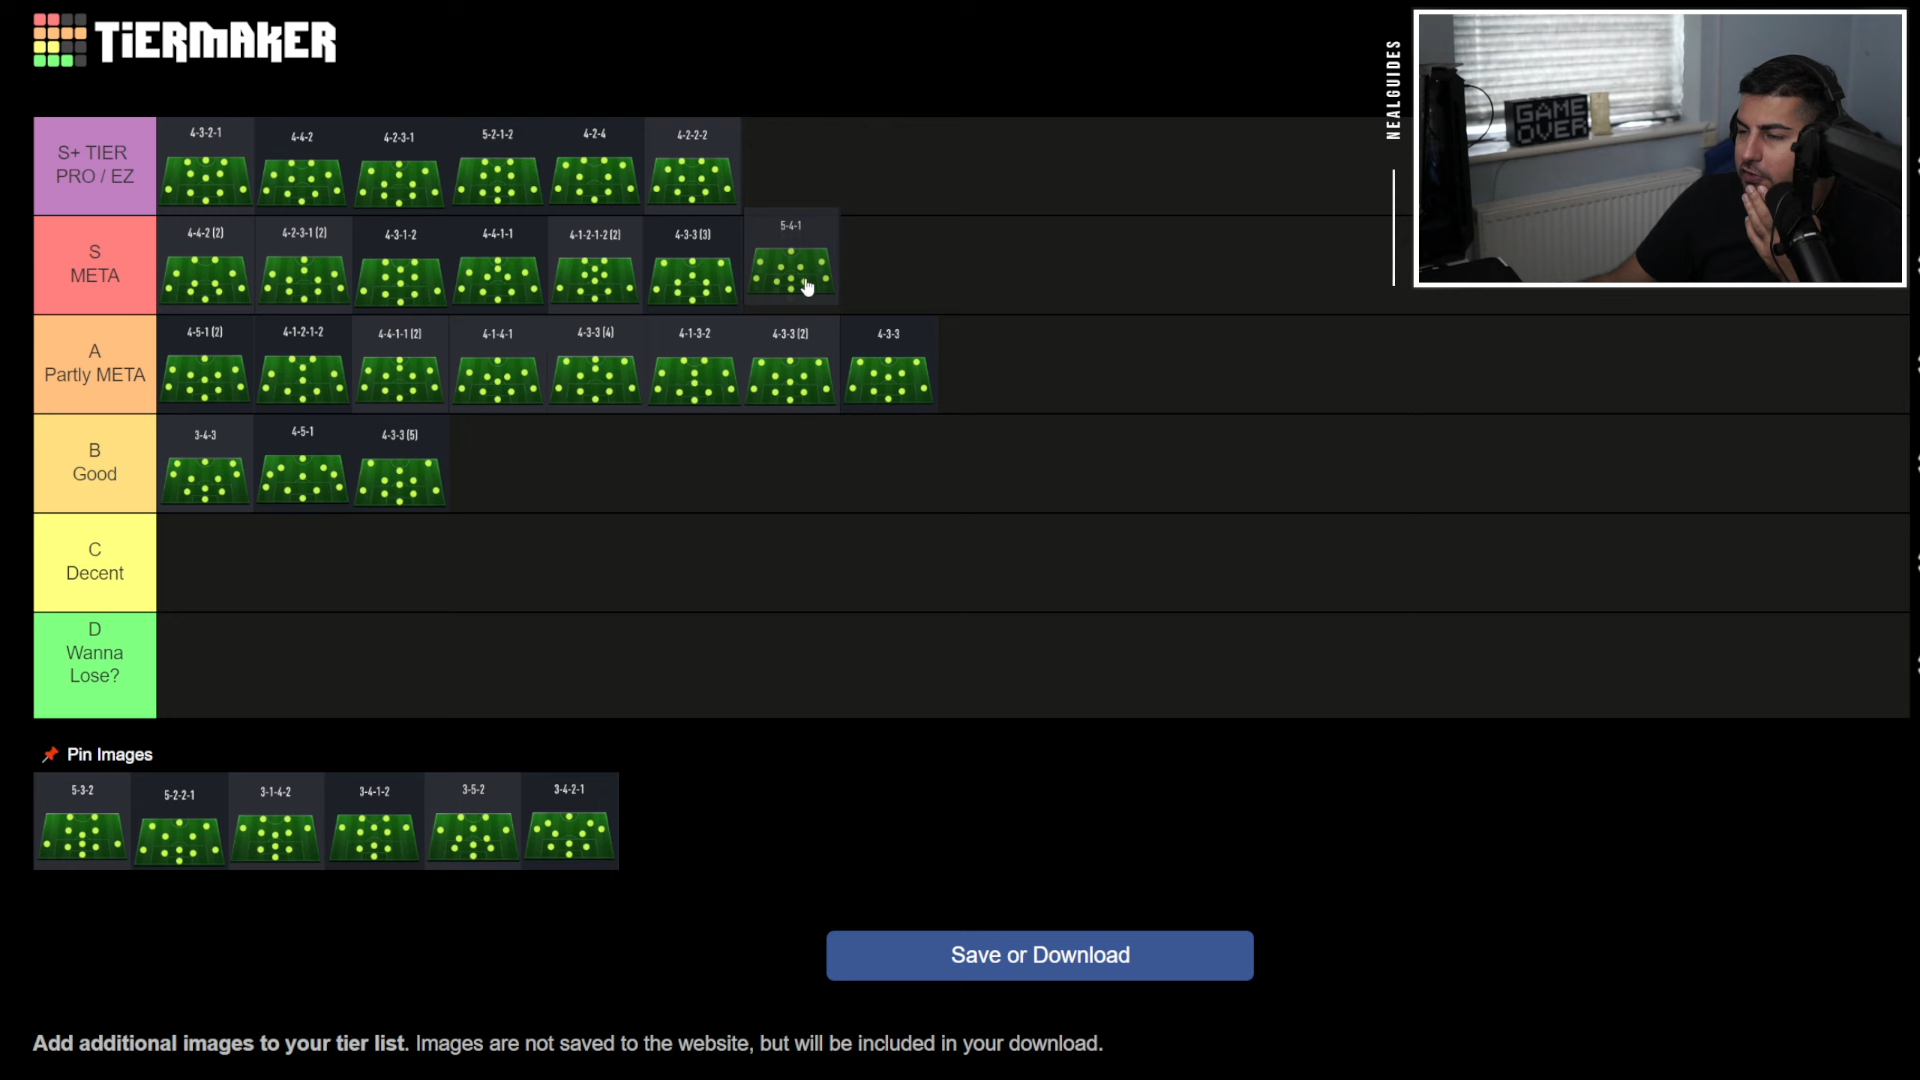 TiERMAKER
NEALGUIDES
GAME
OVER
S+ TIER
PRO / EZ
4-3-2-1 4-4-2 4-2-3-1 5-2-1-2 4-2-4 4-2-2-2
S
META
4-4-2 (2) 4-2-3-1 (2) 4-3-1-2 4-4-1-1 4-1-2-1-2 (2) 4-3-3 (3) 5-4-1
A
Partly META
4-5-1 (2) 4-1-2-1-2 4-4-1-1 (2) 4-1-4-1 4-3-3 (4) 4-1-3-2 4-3-3 (2) 4-3-3
B
Good
3-4-3 4-5-1 4-3-3 (5)
C
Decent
D
Wanna
Lose?
Pin Images
5-3-2 5-2-2-1 3-1-4-2 3-4-1-2 3-5-2 3-4-2-1
Save or Download
Add additional images to your tier list. Images are not saved to the website, but will be included in your download.